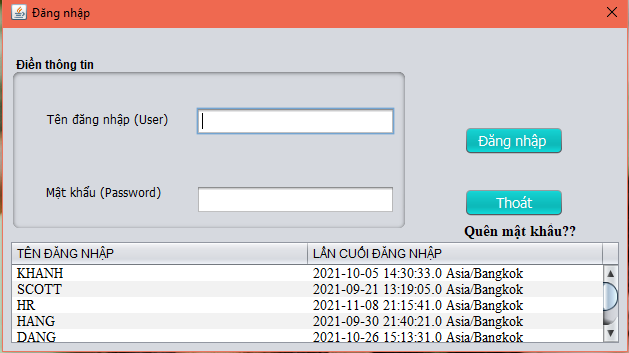 Đăng nhập
Điền thông tin
Tên đăng nhập (User)
Đăng nhập
Mật khẩu (Password)
Thoát
Quên mật khẩu??
TÊN ĐĂNG NHẬP LẦN CUỐI ĐĂNG NHẬP
KHANH 2021-10-05 14:30:33.0 Asia/Bangkok
SCOTT 2021-09-21 13:19:05.0 Asia/Bangkok
HR 2021-11-08 21:15:41.0 Asia/Bangkok
HANG 2021-09-30 21:40:21.0 Asia/Bangkok
DANG 2021-10-26 15:13:31.0 Asia/Bangkok